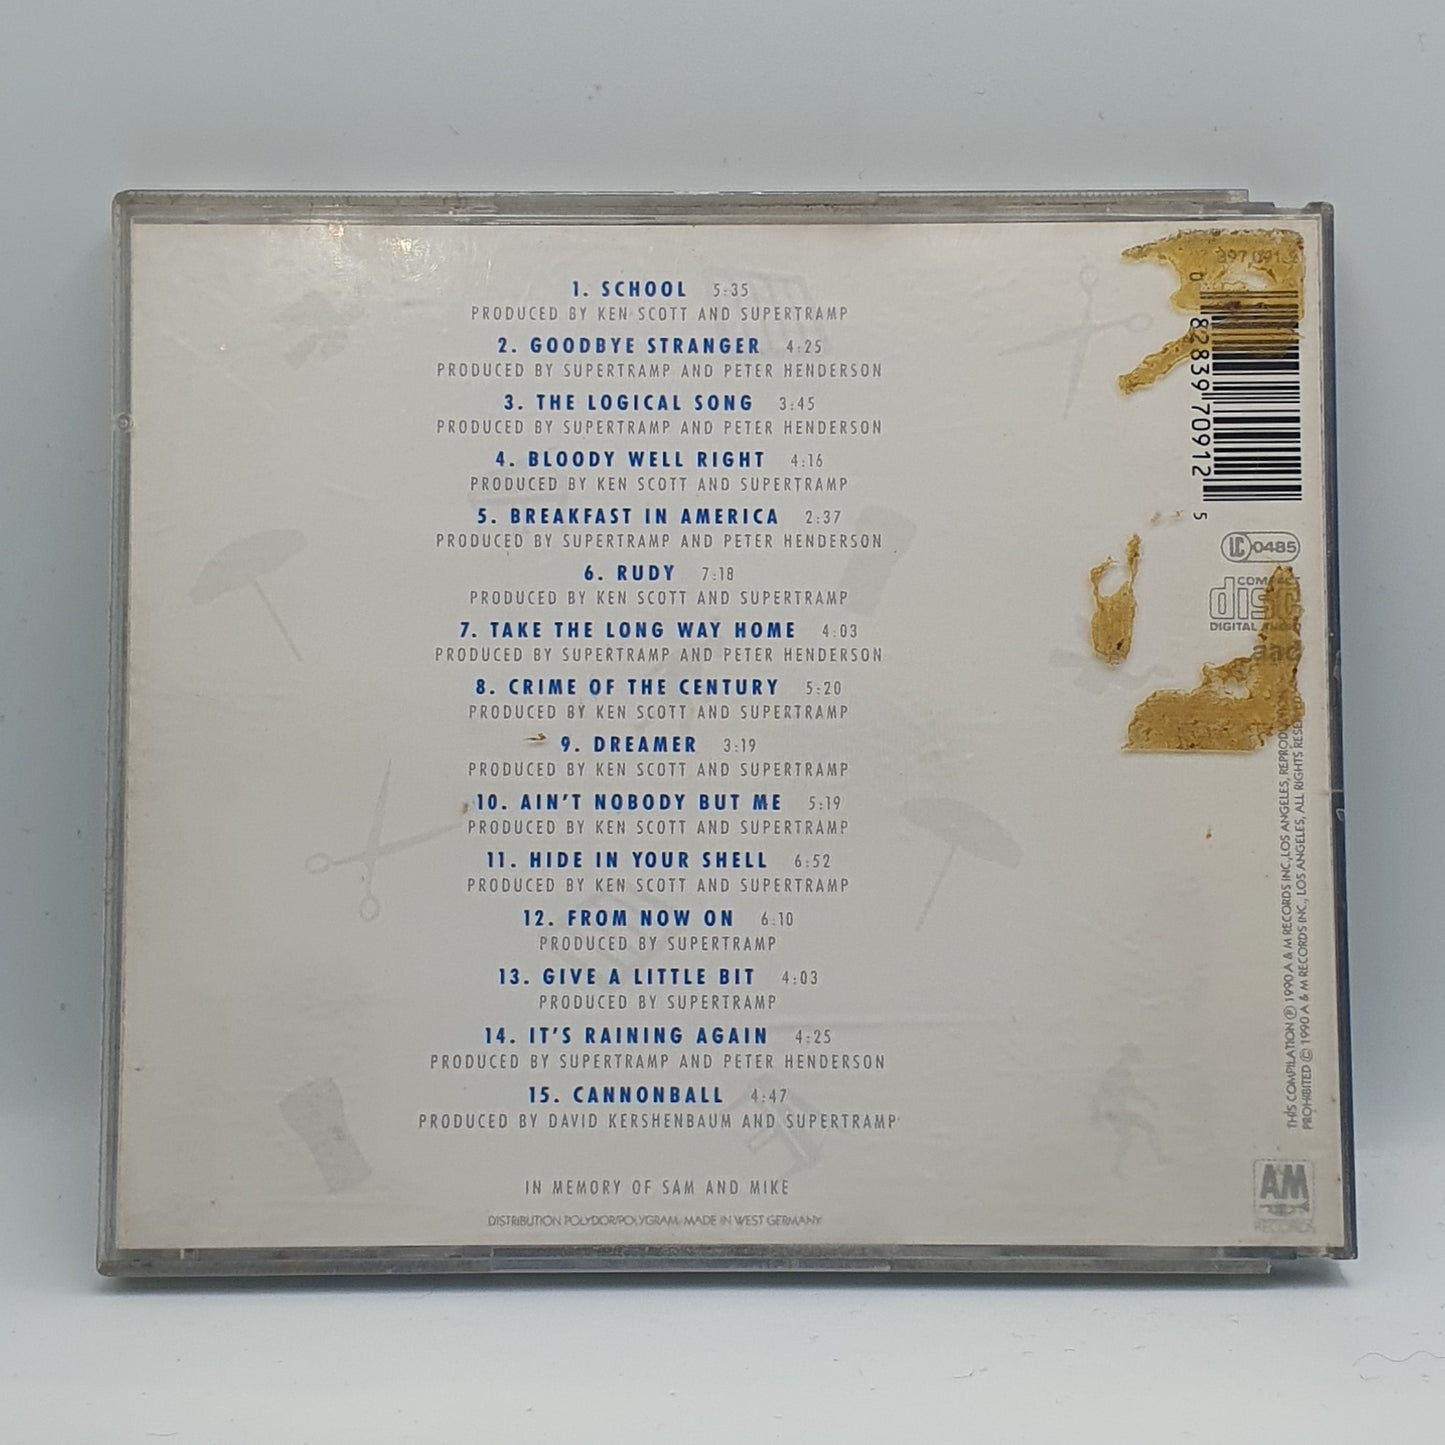 1. SCHOOL 5:35
PRODUCED BY KEN SCOTT AND SUPERTRAMP
2. GOODBYE STRANGER 4:25
PRODUCED BY SUPERTRAMP AND PETER HENDERSON
3. THE LOGICAL SONG 3:45
PRODUCED BY SUPERTRAMP AND PETER HENDERSON
4. BLOODY WELL RIGHT 4:16
PRODUCED BY KEN SCOTT AND SUPERTRAMP
5. BREAKFAST IN AMERICA 2:37
PRODUCED BY SUPERTRAMP AND PETER HENDERSON
6. RUDY 7:18
PRODUCED BY KEN SCOTT AND SUPERTRAMP
7. TAKE THE LONG WAY HOME 4:03
PRODUCED BY SUPERTRAMP AND PETER HENDERSON
8. CRIME OF THE CENTURY 5:20
PRODUCED BY KEN SCOTT AND SUPERTRAMP
9. DREAMER 3:19
PRODUCED BY KEN SCOTT AND SUPERTRAMP
10. AIN'T NOBODY BUT ME 5:19
PRODUCED BY KEN SCOTT AND SUPERTRAMP
11. HIDE IN YOUR SHELL 6:52
PRODUCED BY KEN SCOTT AND SUPERTRAMP
12. FROM NOW ON 6:10
PRODUCED BY SUPERTRAMP
13. GIVE A LITTLE BIT 4:03
PRODUCED BY SUPERTRAMP
14. IT'S RAINING AGAIN 4:25
PRODUCED BY SUPERTRAMP AND PETER HENDERSON
15. CANNONBALL 4:47
PRODUCED BY DAVID KERSHENBAUM AND SUPERTRAMP
IN MEMORY OF SAM AND MIKE
DISTRIBUTION POLYDOR/POLYGRAM· MADE IN WEST GERMANY
397 091-2
0 82839 70912 5
LC 0485
COMPACT
disc
DIGITAL AUDIO
aad
THIS COMPILATION ℗ 1990 A & M RECORDS INC., LOS ANGELES,
PROHIBITED © 1990 A & M RECORDS INC., LOS ANGELES, ALL RIGHTS RESERVED
A&M
RECORDS